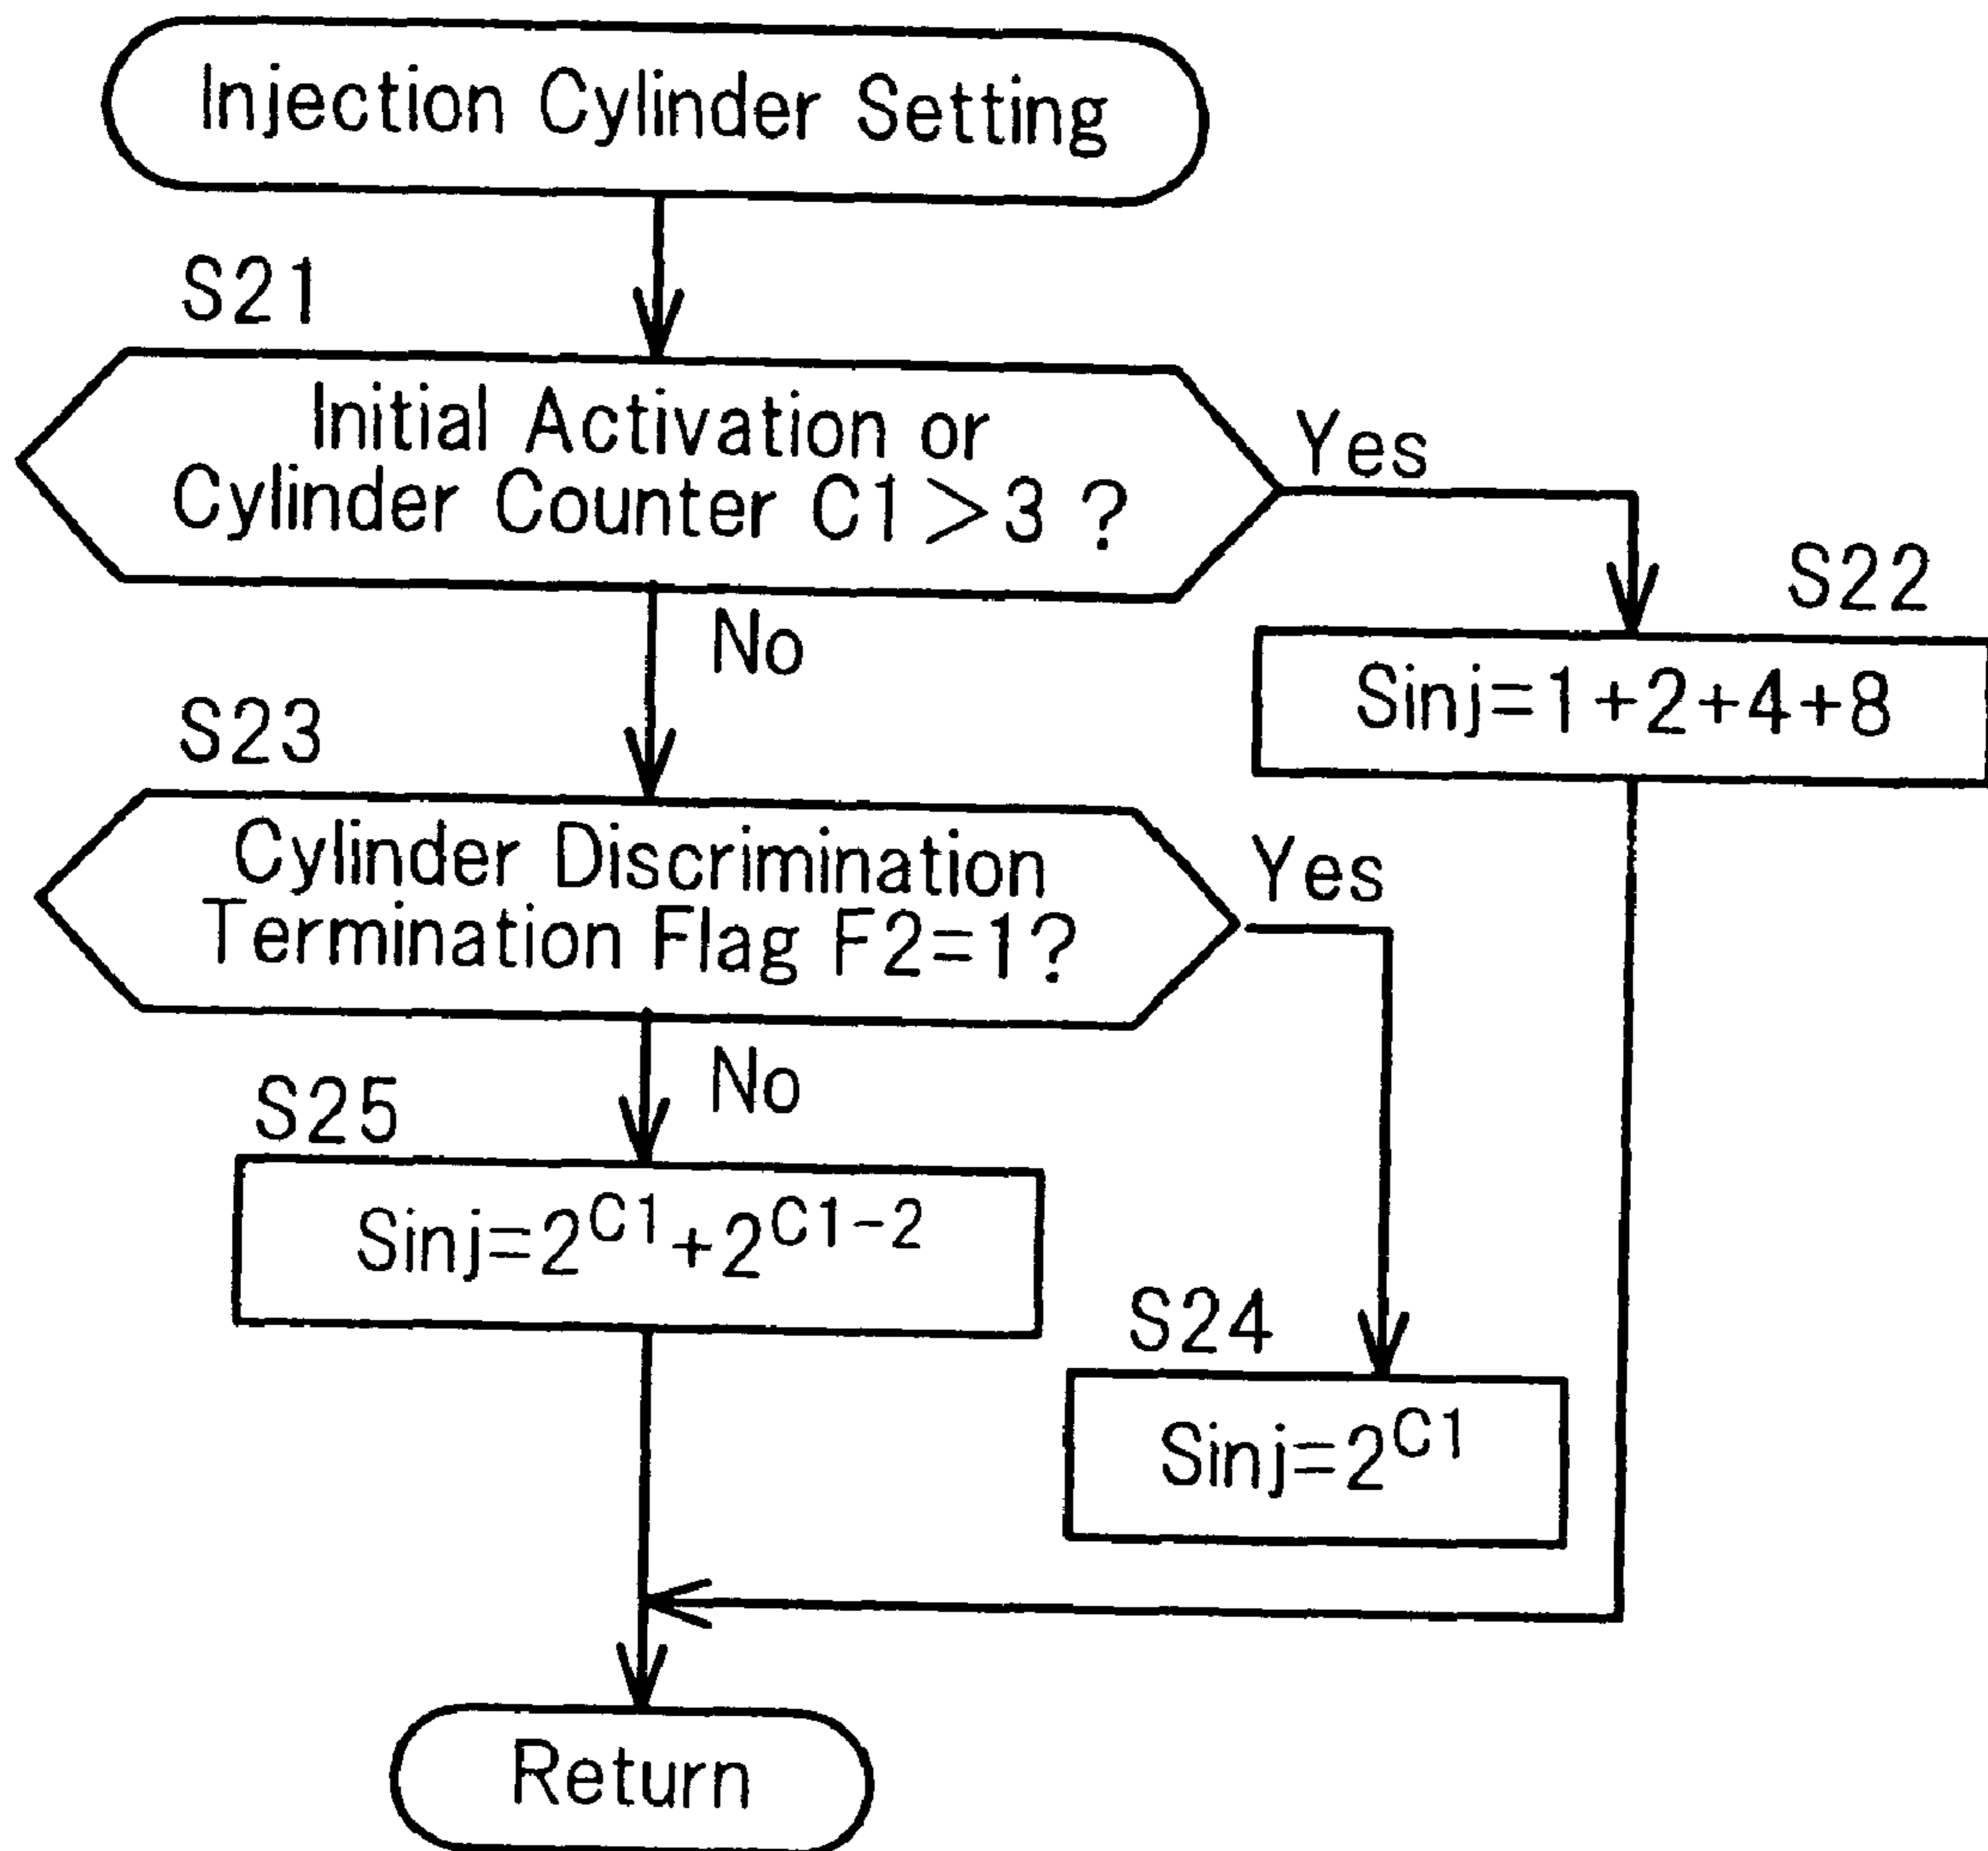 Injection Cylinder Setting
S21
Initial Activation or
Cylinder Counter C1>3 ?
Yes
No
S22
Sinj=1+2+4+8
S23
Cylinder Discrimination
Termination Flag F2=1?
Yes
No
S25
Sinj=2^C1+2^C1-2
S24
Sinj=2^C1
Return